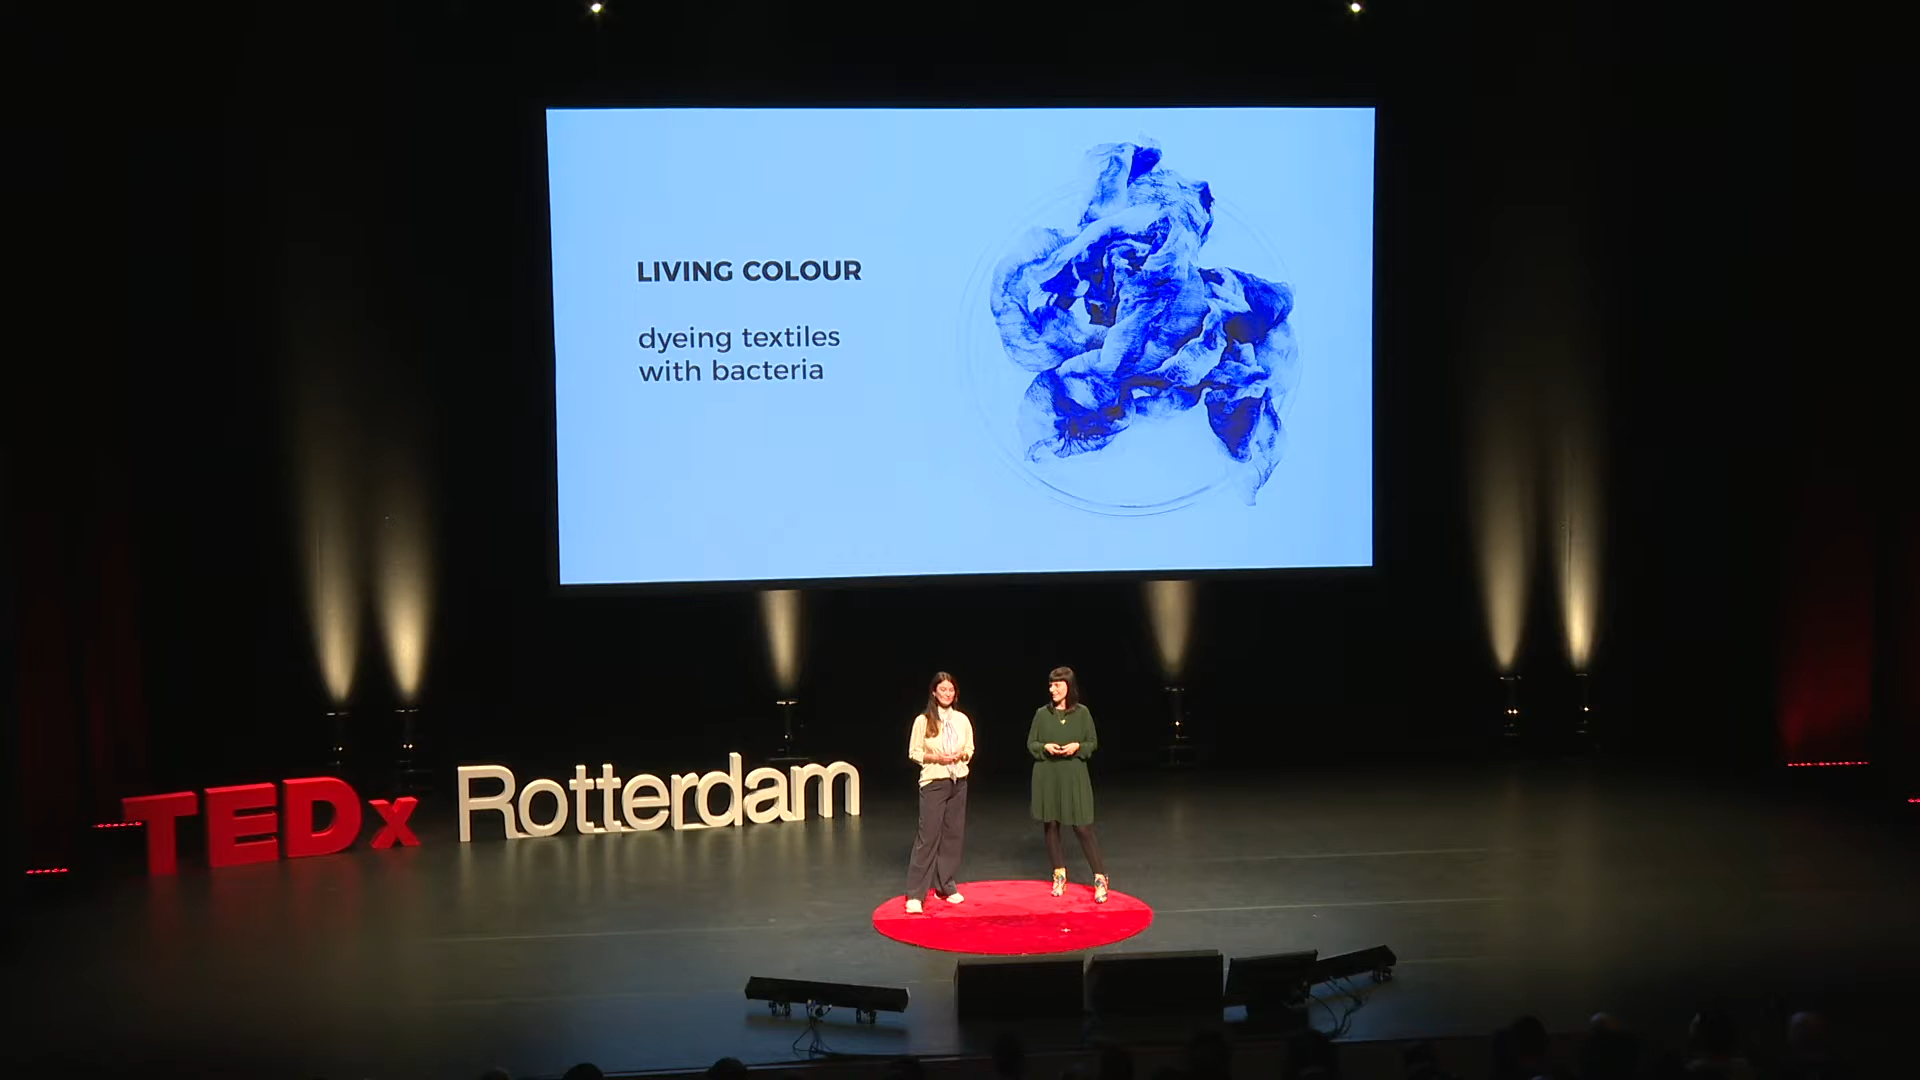 LIVING COLOUR
dyeing textiles
with bacteria
TEDx Rotterdam